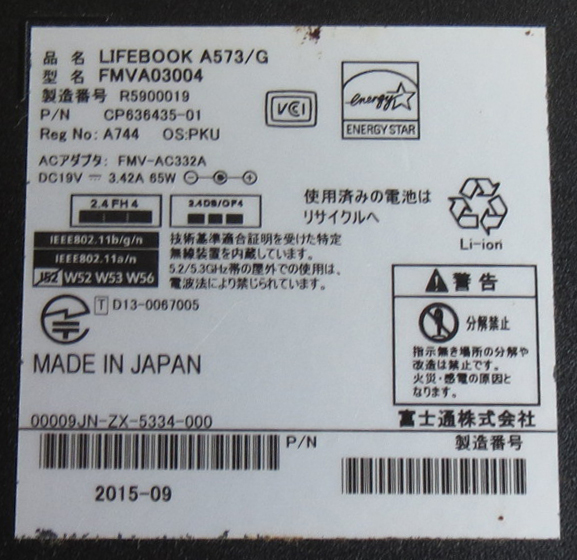 品名 LIFEBOOK A573/G
型名 FMVA03004
製造番号 R5900019
P/N CP636435-01
Reg No: A744 OS:PKU
VCI
energy
ENERGY STAR
ACアダプタ: FMV-AC332A
DC19V ⎓ 3.42A 65W
2.4FH4
2.4DS/OF4
使用済みの電池は
リサイクルへ
Li-ion
IEEE802.11b/g/n
IEEE802.11a/n
J52 W52 W53 W56
技術基準適合証明を受けた特定
無線装置を内蔵しています。
5.2/5.3GHz帯の屋外での使用は、
電波法により禁じられています。
T D13-0067005
警告
分解禁止
指示無き場所の分解や
改造は禁止です。
火災・感電の原因と
なります。
MADE IN JAPAN
00009JN-ZX-5334-000
富士通株式会社
P/N
製造番号
2015-09